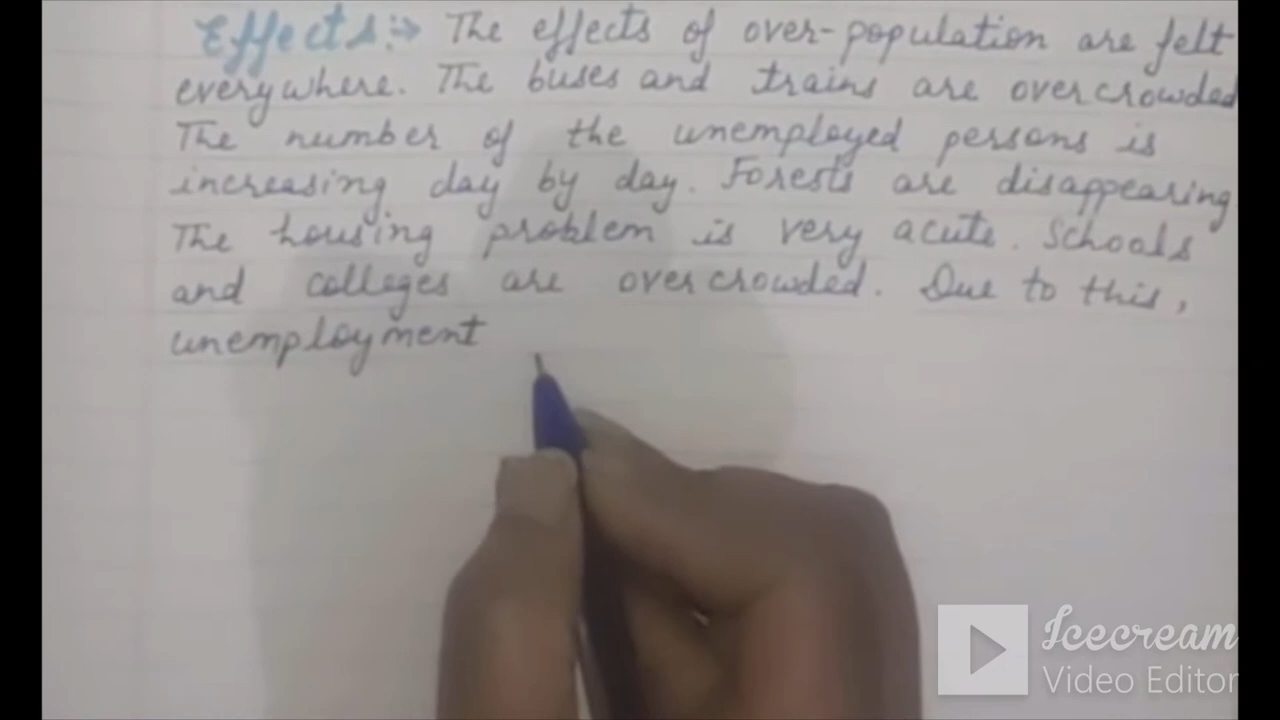 Effects:→ The effects of over-population are felt
everywhere. The buses and trains are overcrowded
The number of the unemployed persons is
increasing day by day. Forests are disappearing.
The housing problem is very acute. Schools
and colleges are overcrowded. Due to this,
unemployment
Icecream
Video Editor